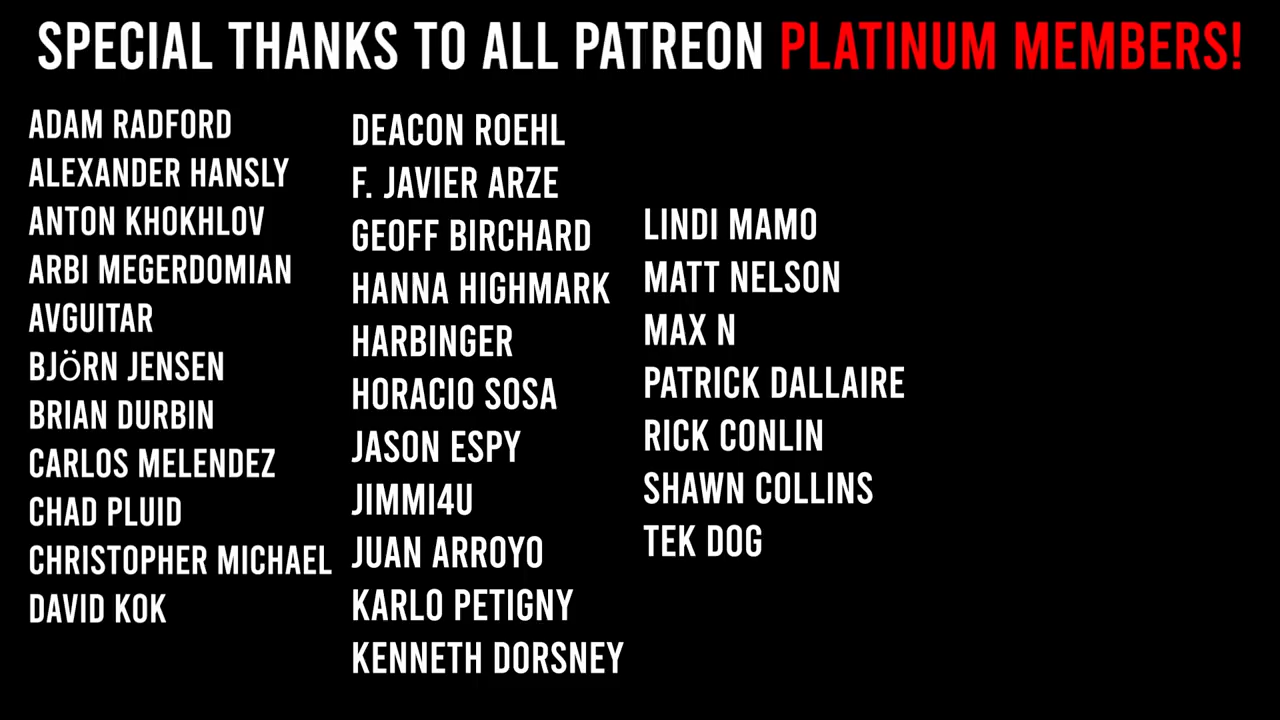 SPECIAL THANKS TO ALL PATREON PLATINUM MEMBERS!
ADAM RADFORD
ALEXANDER HANSLY
ANTON KHOKHLOV
ARBI MEGERDOMIAN
AVGUITAR
BJÖRN JENSEN
BRIAN DURBIN
CARLOS MELENDEZ
CHAD PLUID
CHRISTOPHER MICHAEL
DAVID KOK
DEACON ROEHL
F. JAVIER ARZE
GEOFF BIRCHARD
HANNA HIGHMARK
HARBINGER
HORACIO SOSA
JASON ESPY
JIMMI4U
JUAN ARROYO
KARLO PETIGNY
KENNETH DORSNEY
LINDI MAMO
MATT NELSON
MAX N
PATRICK DALLAIRE
RICK CONLIN
SHAWN COLLINS
TEK DOG